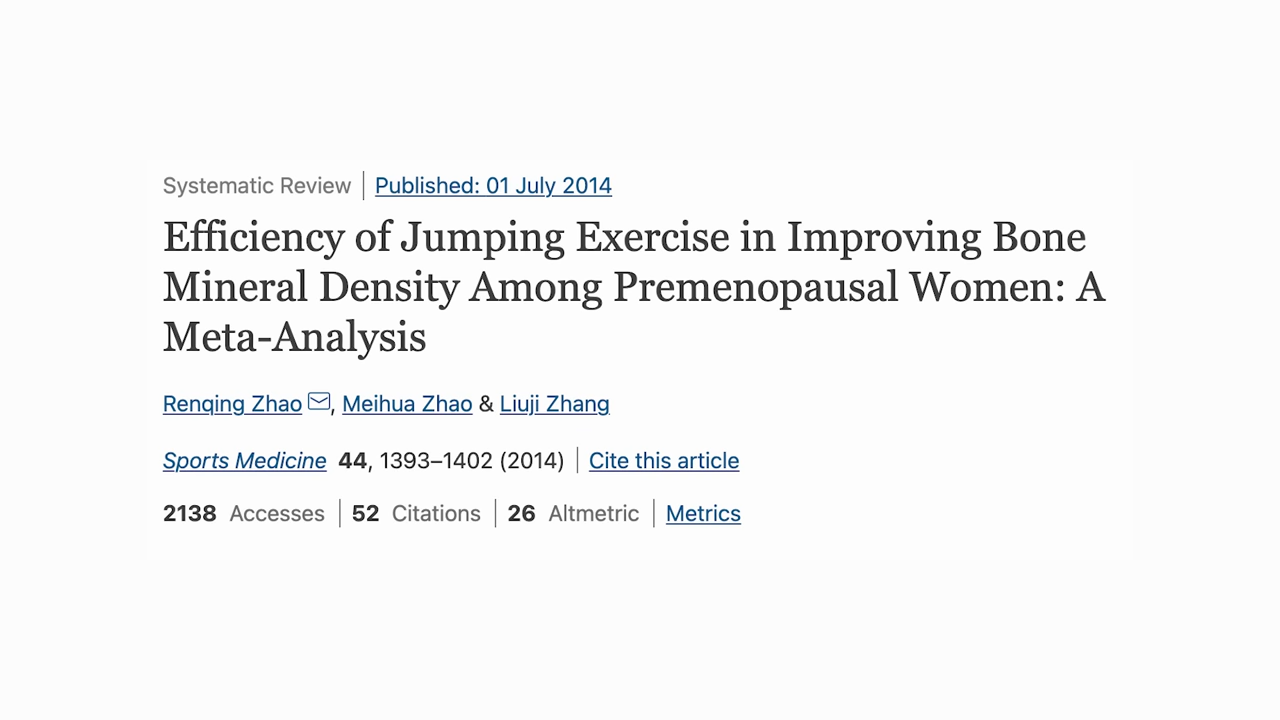 Systematic Review | Published: 01 July 2014
Efficiency of Jumping Exercise in Improving Bone
Mineral Density Among Premenopausal Women: A
Meta-Analysis
Renqing Zhao, Meihua Zhao & Liuji Zhang
Sports Medicine 44, 1393–1402 (2014) | Cite this article
2138 Accesses | 52 Citations | 26 Altmetric | Metrics